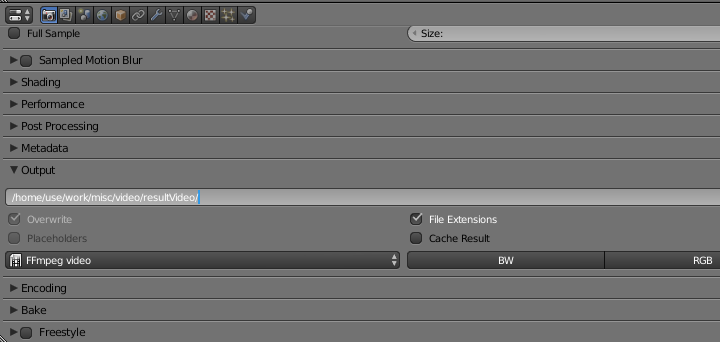 Full Sample
Size:
Sampled Motion Blur
Shading
Performance
Post Processing
Metadata
Output
/home/use/work/misc/video/resultVideo/
Overwrite
File Extensions
Placeholders
Cache Result
FFmpeg video
BW
RGB
Encoding
Bake
Freestyle